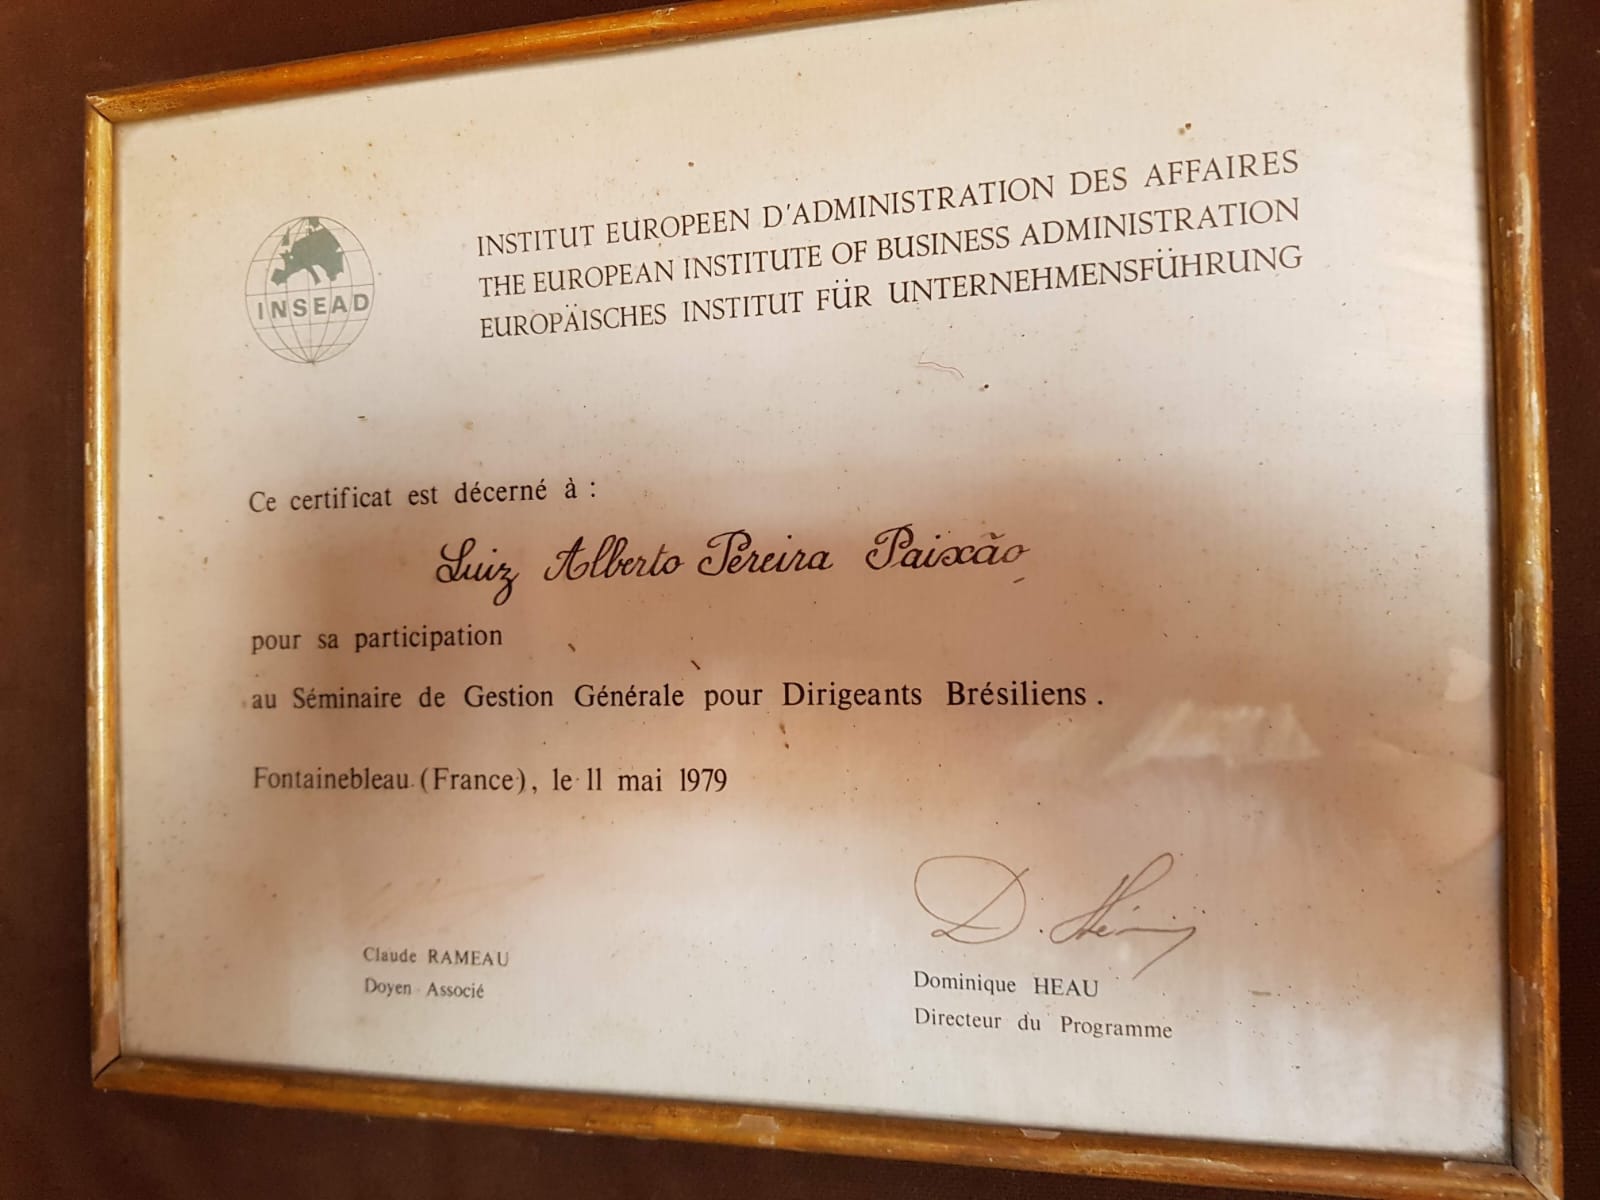 INSEAD
INSTITUT EUROPEEN D'ADMINISTRATION DES AFFAIRES
THE EUROPEAN INSTITUTE OF BUSINESS ADMINISTRATION
EUROPÄISCHES INSTITUT FÜR UNTERNEHMENSFÜHRUNG
Ce certificat est décerné à :
Luiz Alberto Pereira Paixão
pour sa participation
au Séminaire de Gestion Générale pour Dirigeants Brésiliens.
Fontainebleau (France), le 11 mai 1979
Claude RAMEAU
Doyen Associé
Dominique HEAU
Directeur du Programme